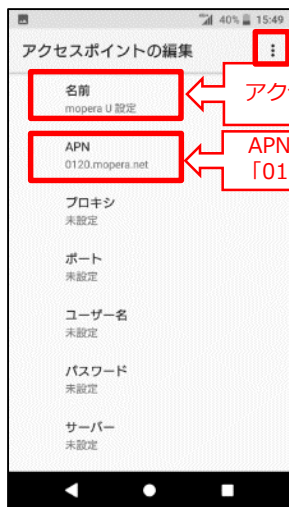 40% 15:49
アクセスポイントの編集
名前
mopera U 設定
アク
APN
0120.mopera.net
APN
「01
プロキシ
未設定
ポート
未設定
ユーザー名
未設定
パスワード
未設定
サーバー
未設定